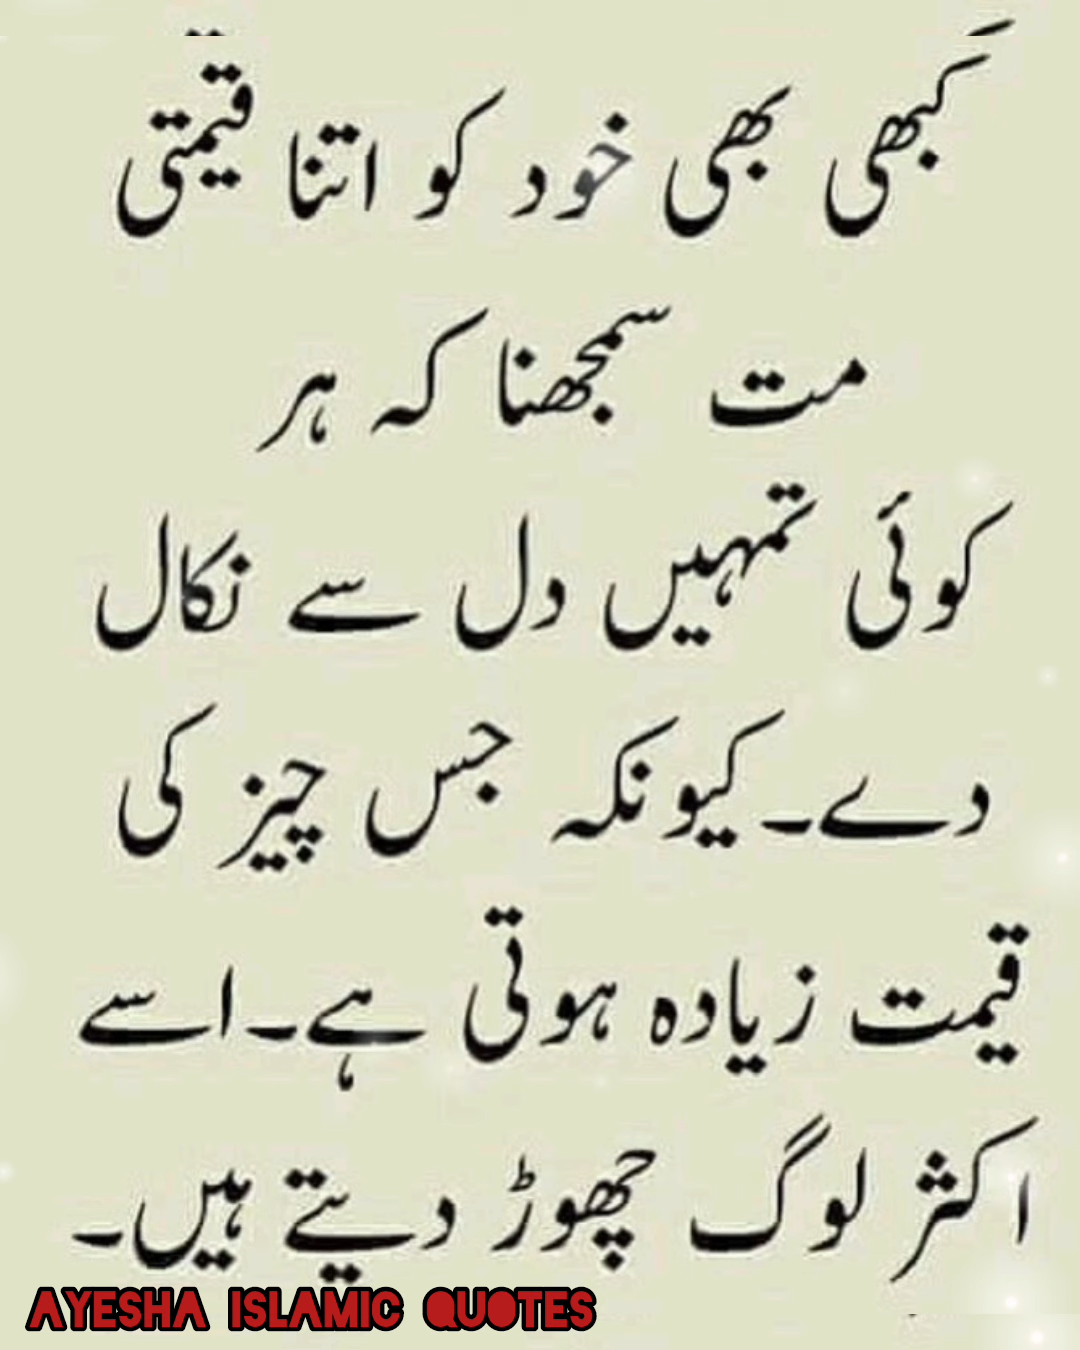 کبھی بھی خود کو اتنا قیمتی
مت سمجھنا کہ ہر
کوئی تمہیں دل سے نکال
دے۔کیونکہ جس چیز کی
قیمت زیادہ ہوتی ہے۔اسے
اکثر لوگ چھوڑ دیتے ہیں۔
AYESHA ISLAMIC QUOTES